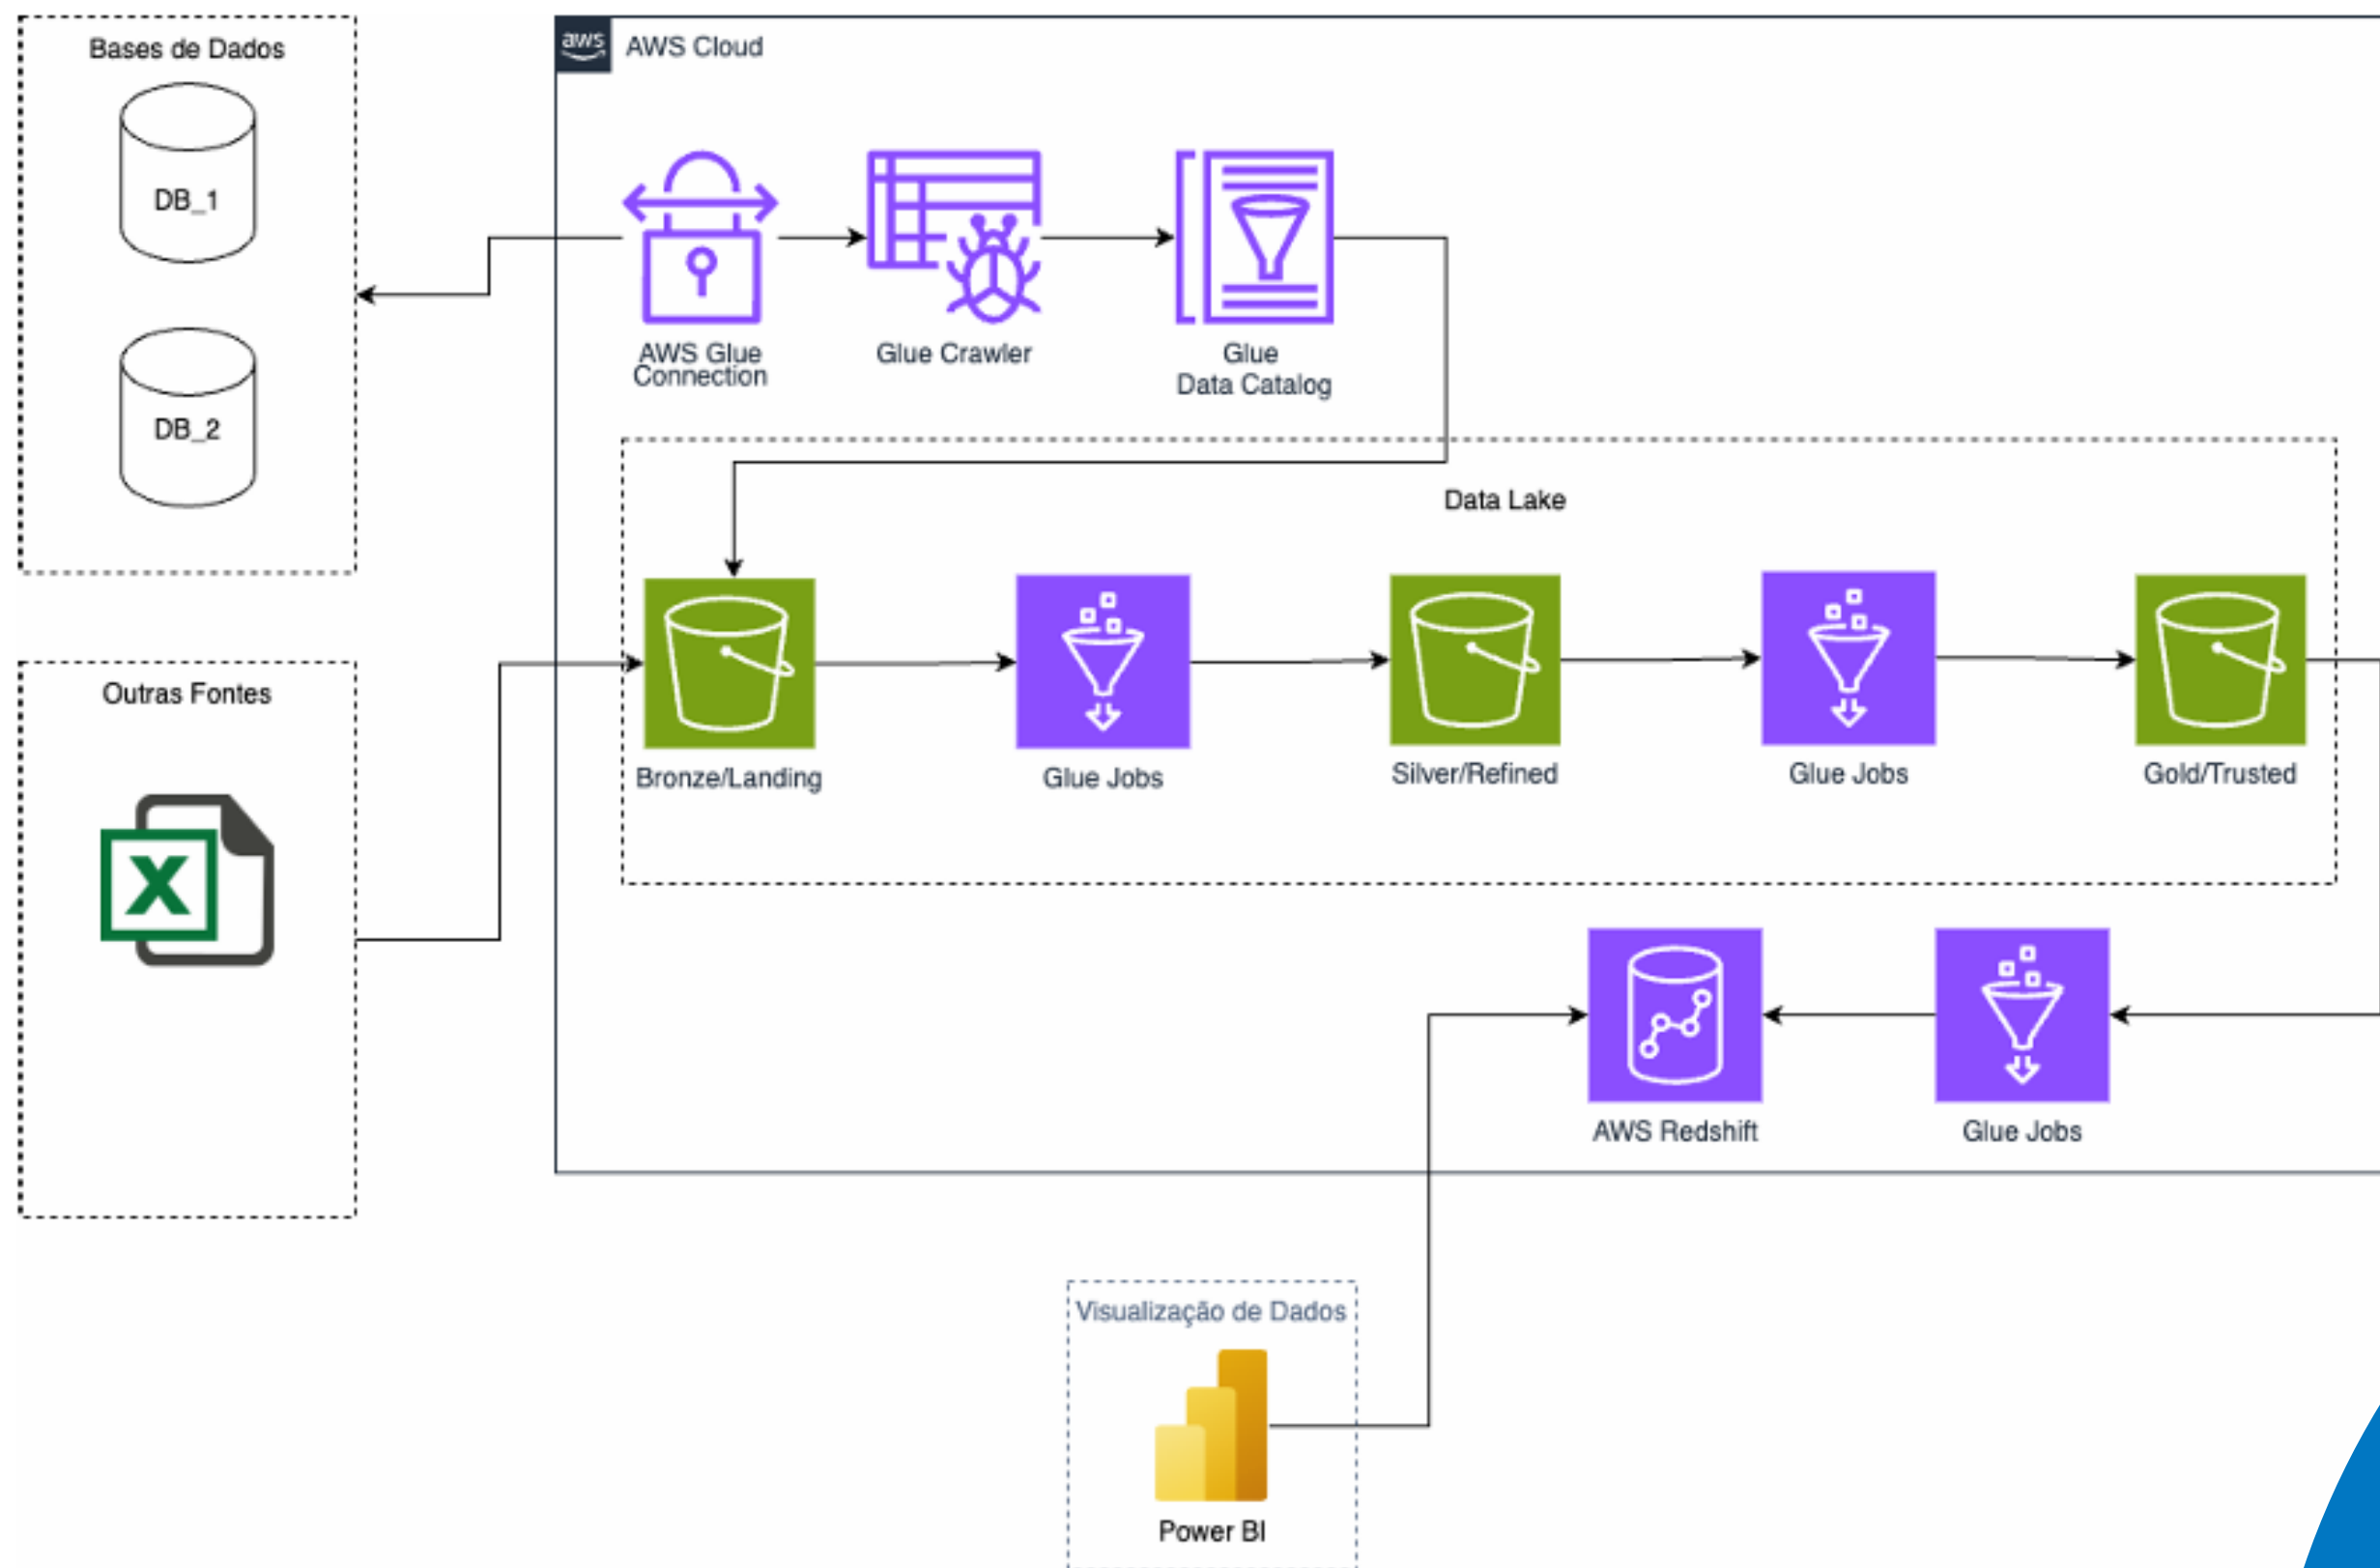 Bases de Dados
DB_1
DB_2
Outras Fontes
X
aws
AWS Cloud
AWS Glue
Connection
Glue Crawler
Glue
Data Catalog
Data Lake
Bronze/Landing
Glue Jobs
Silver/Refined
Glue Jobs
Gold/Trusted
AWS Redshift
Glue Jobs
Visualização de Dados
Power BI